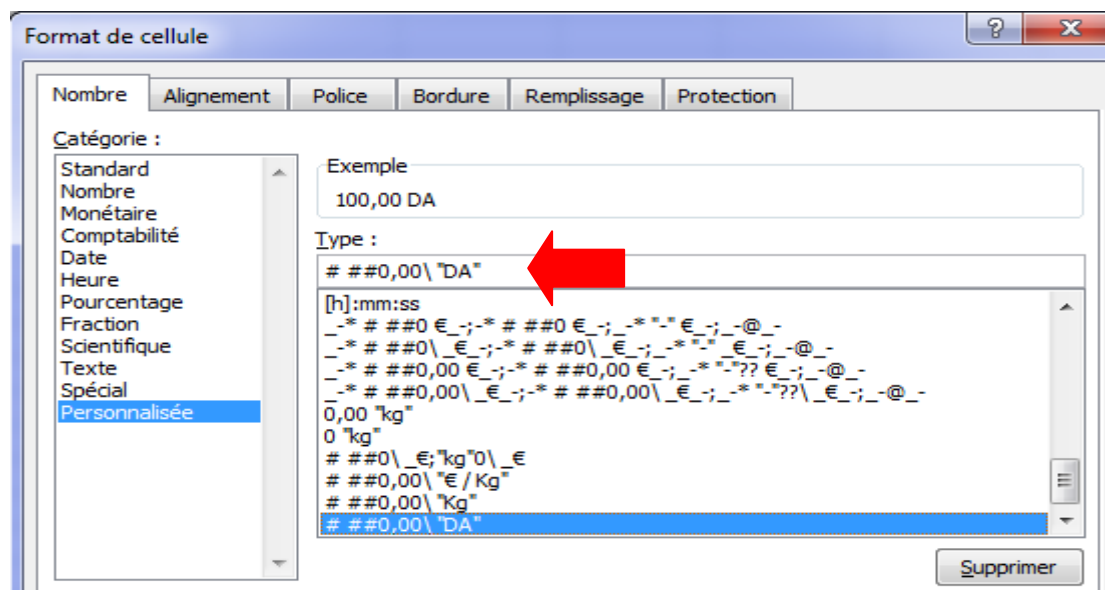 Format de cellule
Nombre Alignement Police Bordure Remplissage Protection
Catégorie :
Standard
Nombre
Monétaire
Comptabilité
Date
Heure
Pourcentage
Fraction
Scientifique
Texte
Spécial
Personnalisée
Exemple
100,00 DA
Type :
# ##0,00\ "DA"
[h]:mm:ss
_-* # ##0 €_-;-* # ##0 €_-;_-* "-" €_-;_-@_-
_-* # ##0\ _€_-;-* # ##0\ _€_-;_-* "-" _€_-;_-@_-
_-* # ##0,00 €_-;-* # ##0,00 €_-;_-* "-"?? €_-;_-@_-
_-* # ##0,00\ _€_-;-* # ##0,00\ _€_-;_-* "-"??\ _€_-;_-@_-
0,00 "kg"
0 "kg"
# ##0\ _€;"kg"0\ _€
# ##0,00\ "€ / Kg"
# ##0,00\ "Kg"
# ##0,00\ "DA"
Supprimer